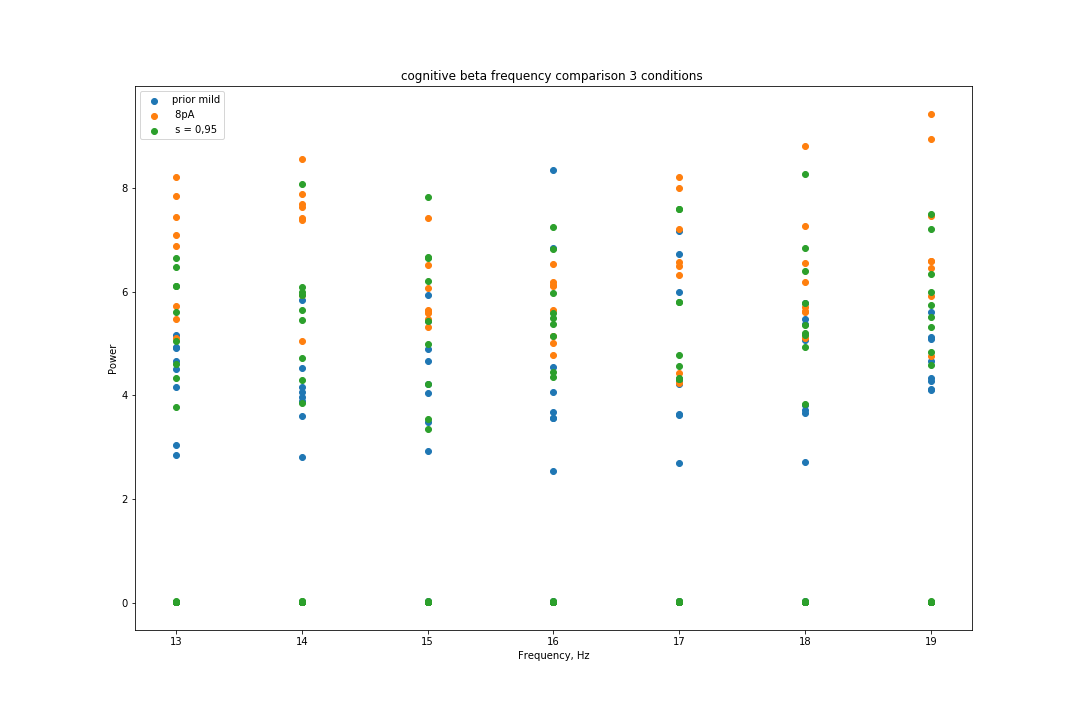 cognitive beta frequency comparison 3 conditions
prior mild
8pA
s = 0,95
Power
8
6
4
2
0
13 14 15 16 17 18 19
Frequency, Hz